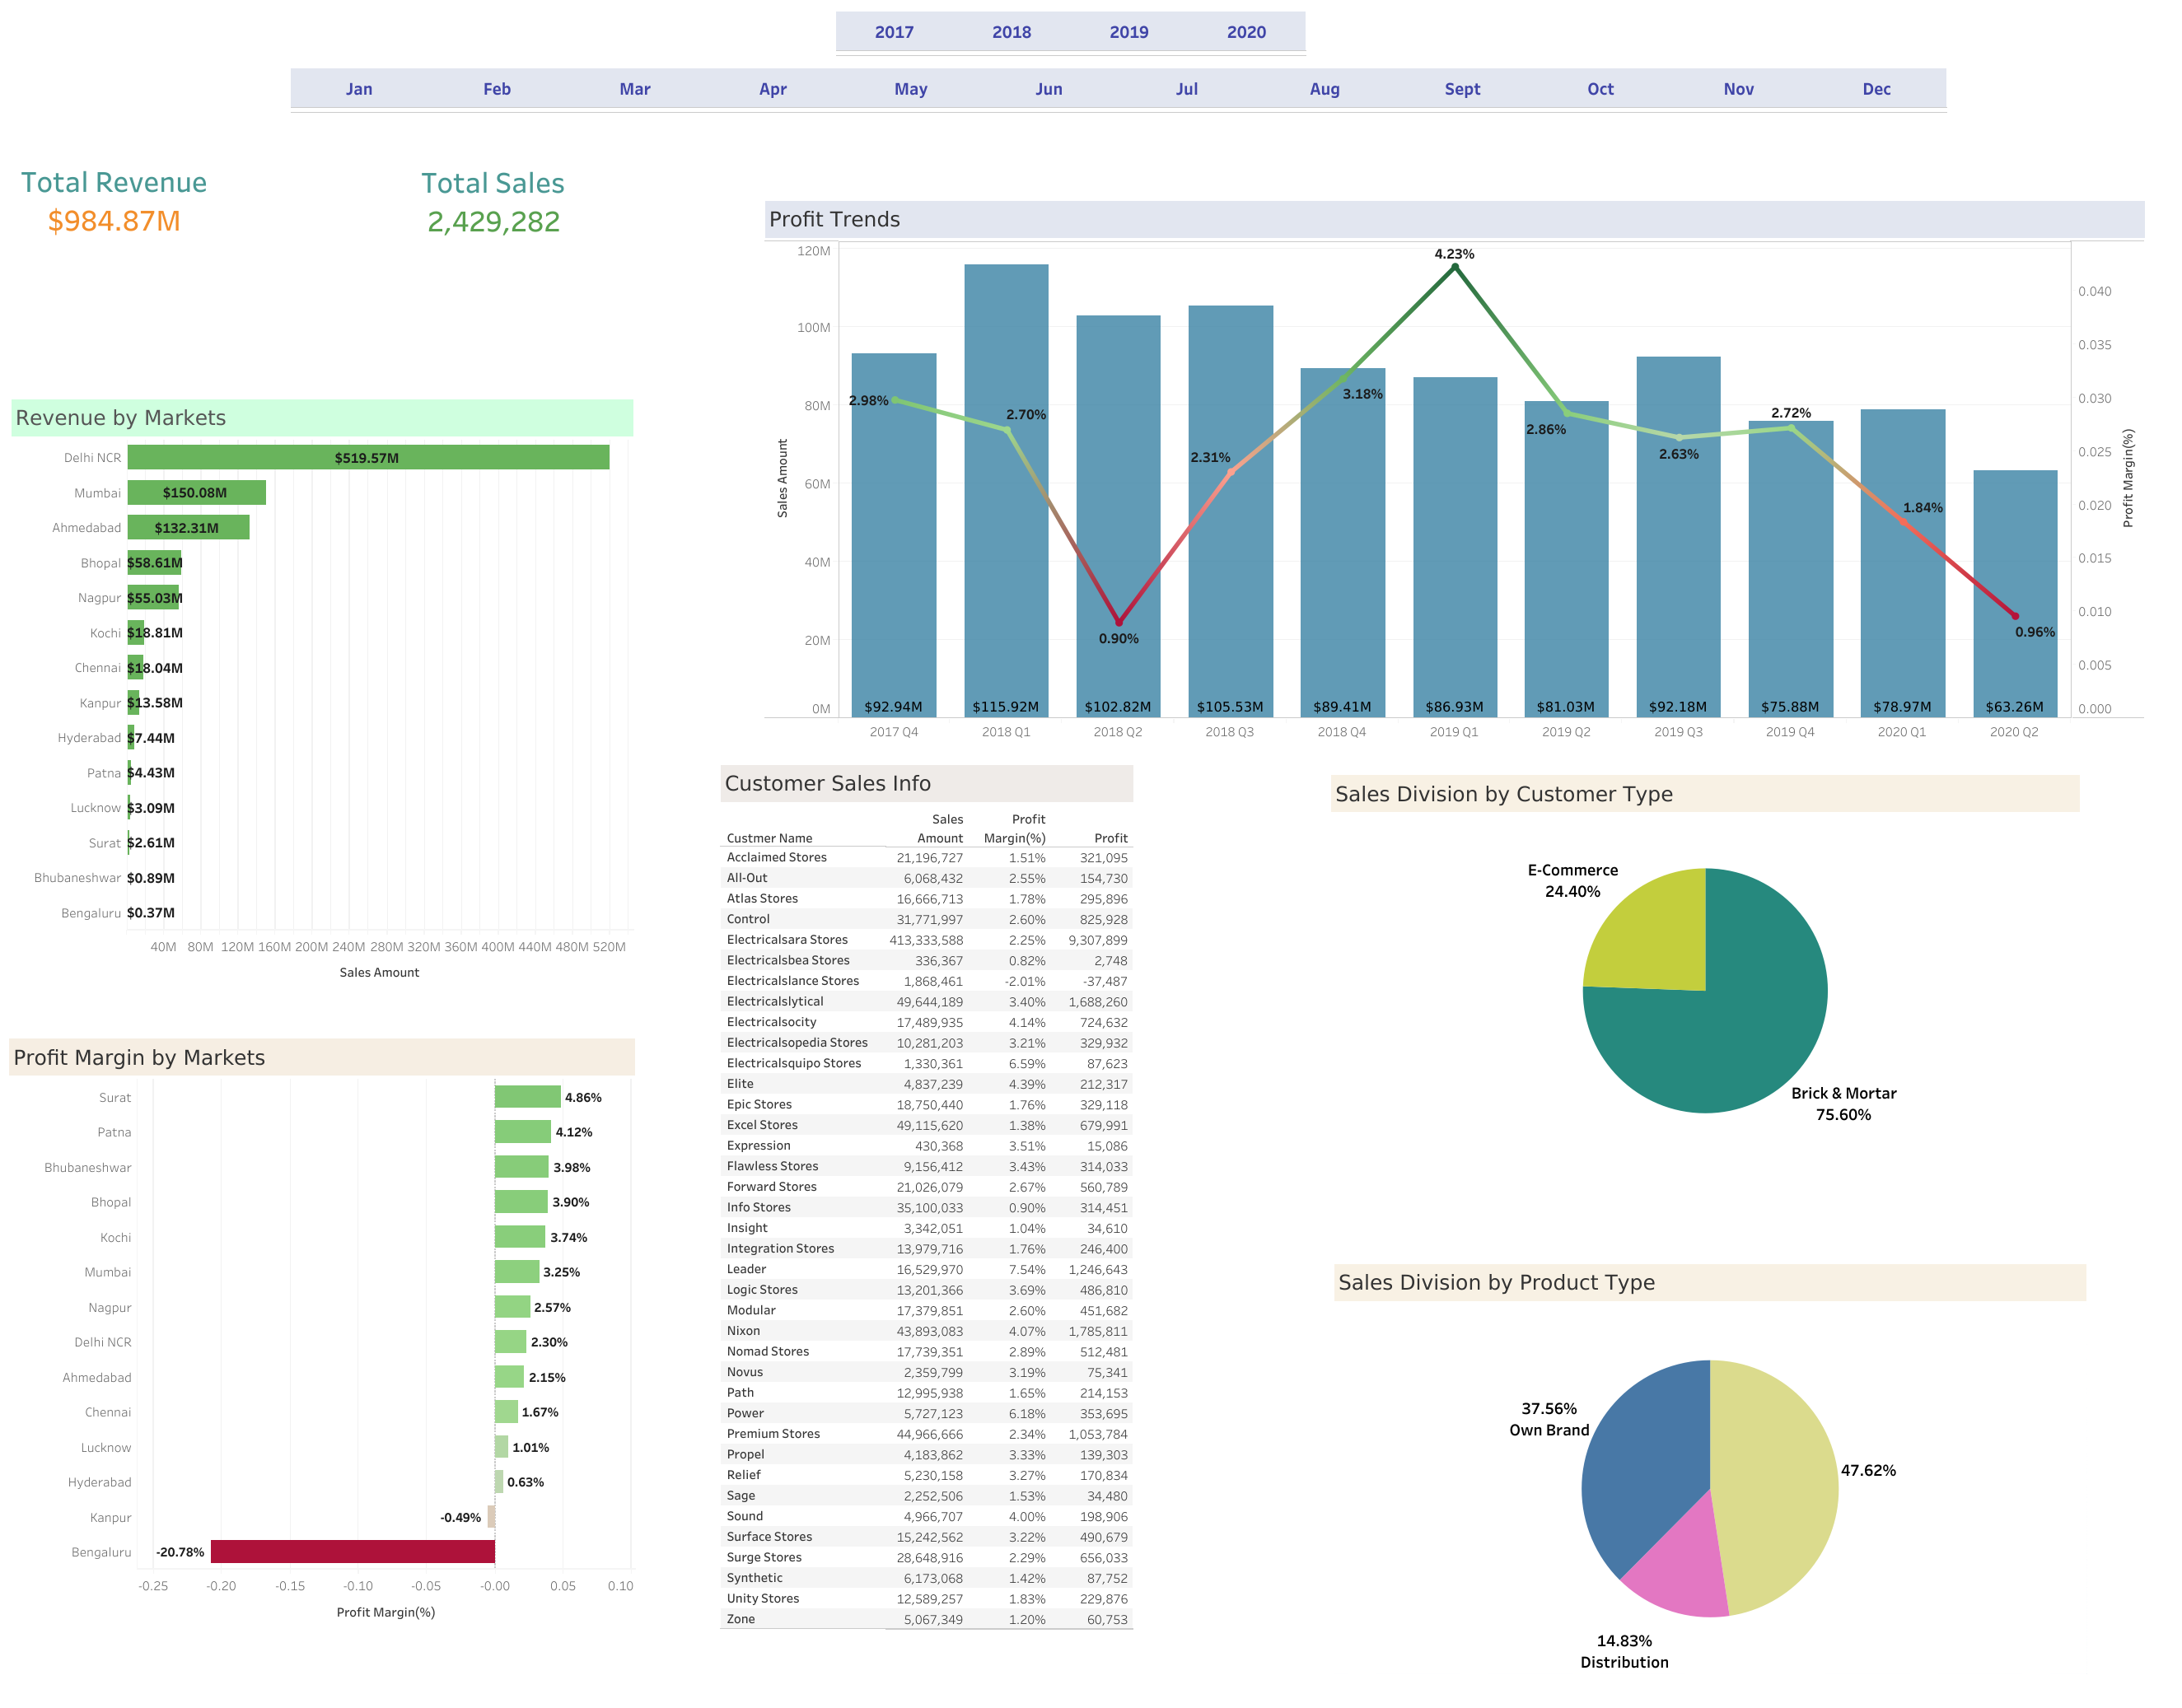 2017 2018 2019 2020
Jan Feb Mar Apr May Jun Jul Aug Sept Oct Nov Dec
Total Revenue
$984.87M
Total Sales
2,429,282
Revenue by Markets
Delhi NCR $519.57M
Mumbai $150.08M
Ahmedabad $132.31M
Bhopal $58.61M
Nagpur $55.03M
Kochi $18.81M
Chennai $18.04M
Kanpur $13.58M
Hyderabad $7.44M
Patna $4.43M
Lucknow $3.09M
Surat $2.61M
Bhubaneshwar $0.89M
Bengaluru $0.37M
40M 80M 120M 160M 200M 240M 280M 320M 360M 400M 440M 480M 520M
Sales Amount
Profit Margin by Markets
Surat 4.86%
Patna 4.12%
Bhubaneshwar 3.98%
Bhopal 3.90%
Kochi 3.74%
Mumbai 3.25%
Nagpur 2.57%
Delhi NCR 2.30%
Ahmedabad 2.15%
Chennai 1.67%
Lucknow 1.01%
Hyderabad 0.63%
Kanpur -0.49%
Bengaluru -20.78%
-0.25 -0.20 -0.15 -0.10 -0.05 -0.00 0.05 0.10
Profit Margin(%)
Profit Trends
Sales Amount
120M
100M
80M
60M
40M
20M
0M
2.98% 2.70% 0.90% 2.31% 3.18% 4.23% 2.86% 2.63% 2.72% 1.84% 0.96%
$92.94M $115.92M $102.82M $105.53M $89.41M $86.93M $81.03M $92.18M $75.88M $78.97M $63.26M
2017 Q4 2018 Q1 2018 Q2 2018 Q3 2018 Q4 2019 Q1 2019 Q2 2019 Q3 2019 Q4 2020 Q1 2020 Q2
0.040
0.035
0.030
0.025
0.020
0.015
0.010
0.005
0.000
Profit Margin(%)
Customer Sales Info
Sales Profit
Custmer Name Amount Margin(%) Profit
Acclaimed Stores 21,196,727 1.51% 321,095
All-Out 6,068,432 2.55% 154,730
Atlas Stores 16,666,713 1.78% 295,896
Control 31,771,997 2.60% 825,928
Electricalsara Stores 413,333,588 2.25% 9,307,899
Electricalsbea Stores 336,367 0.82% 2,748
Electricalslance Stores 1,868,461 -2.01% -37,487
Electricalslytical 49,644,189 3.40% 1,688,260
Electricalsocity 17,489,935 4.14% 724,632
Electricalsopedia Stores 10,281,203 3.21% 329,932
Electricalsquipo Stores 1,330,361 6.59% 87,623
Elite 4,837,239 4.39% 212,317
Epic Stores 18,750,440 1.76% 329,118
Excel Stores 49,115,620 1.38% 679,991
Expression 430,368 3.51% 15,086
Flawless Stores 9,156,412 3.43% 314,033
Forward Stores 21,026,079 2.67% 560,789
Info Stores 35,100,033 0.90% 314,451
Insight 3,342,051 1.04% 34,610
Integration Stores 13,979,716 1.76% 246,400
Leader 16,529,970 7.54% 1,246,643
Logic Stores 13,201,366 3.69% 486,810
Modular 17,379,851 2.60% 451,682
Nixon 43,893,083 4.07% 1,785,811
Nomad Stores 17,739,351 2.89% 512,481
Novus 2,359,799 3.19% 75,341
Path 12,995,938 1.65% 214,153
Power 5,727,123 6.18% 353,695
Premium Stores 44,966,666 2.34% 1,053,784
Propel 4,183,862 3.33% 139,303
Relief 5,230,158 3.27% 170,834
Sage 2,252,506 1.53% 34,480
Sound 4,966,707 4.00% 198,906
Surface Stores 15,242,562 3.22% 490,679
Surge Stores 28,648,916 2.29% 656,033
Synthetic 6,173,068 1.42% 87,752
Unity Stores 12,589,257 1.83% 229,876
Zone 5,067,349 1.20% 60,753
Sales Division by Customer Type
E-Commerce
24.40%
Brick & Mortar
75.60%
Sales Division by Product Type
37.56%
Own Brand
47.62%
14.83%
Distribution